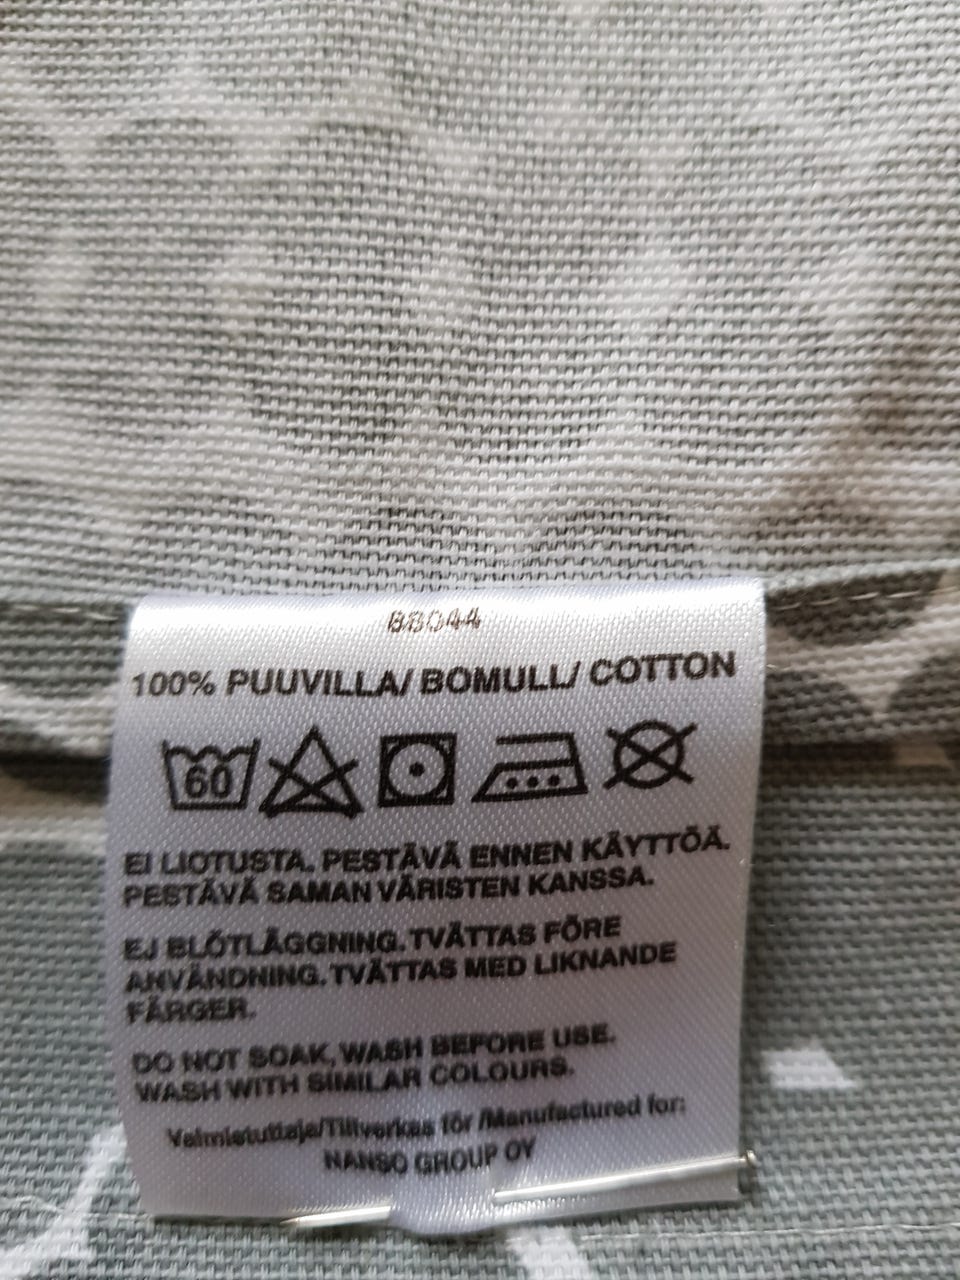 88044
100% PUUVILLA/ BOMULL/ COTTON
60
EI LIOTUSTA. PESTÄVÄ ENNEN KÄYTTÖÄ.
PESTÄVÄ SAMAN VÄRISTEN KANSSA.
EJ BLÖTLÄGGNING. TVÄTTAS FÖRE
ANVÄNDNING. TVÄTTAS MED LIKNANDE
FÄRGER.
DO NOT SOAK, WASH BEFORE USE.
WASH WITH SIMILAR COLOURS.
Valmistuttaja/Tillverkas för /Manufactured for:
NANSO GROUP OY